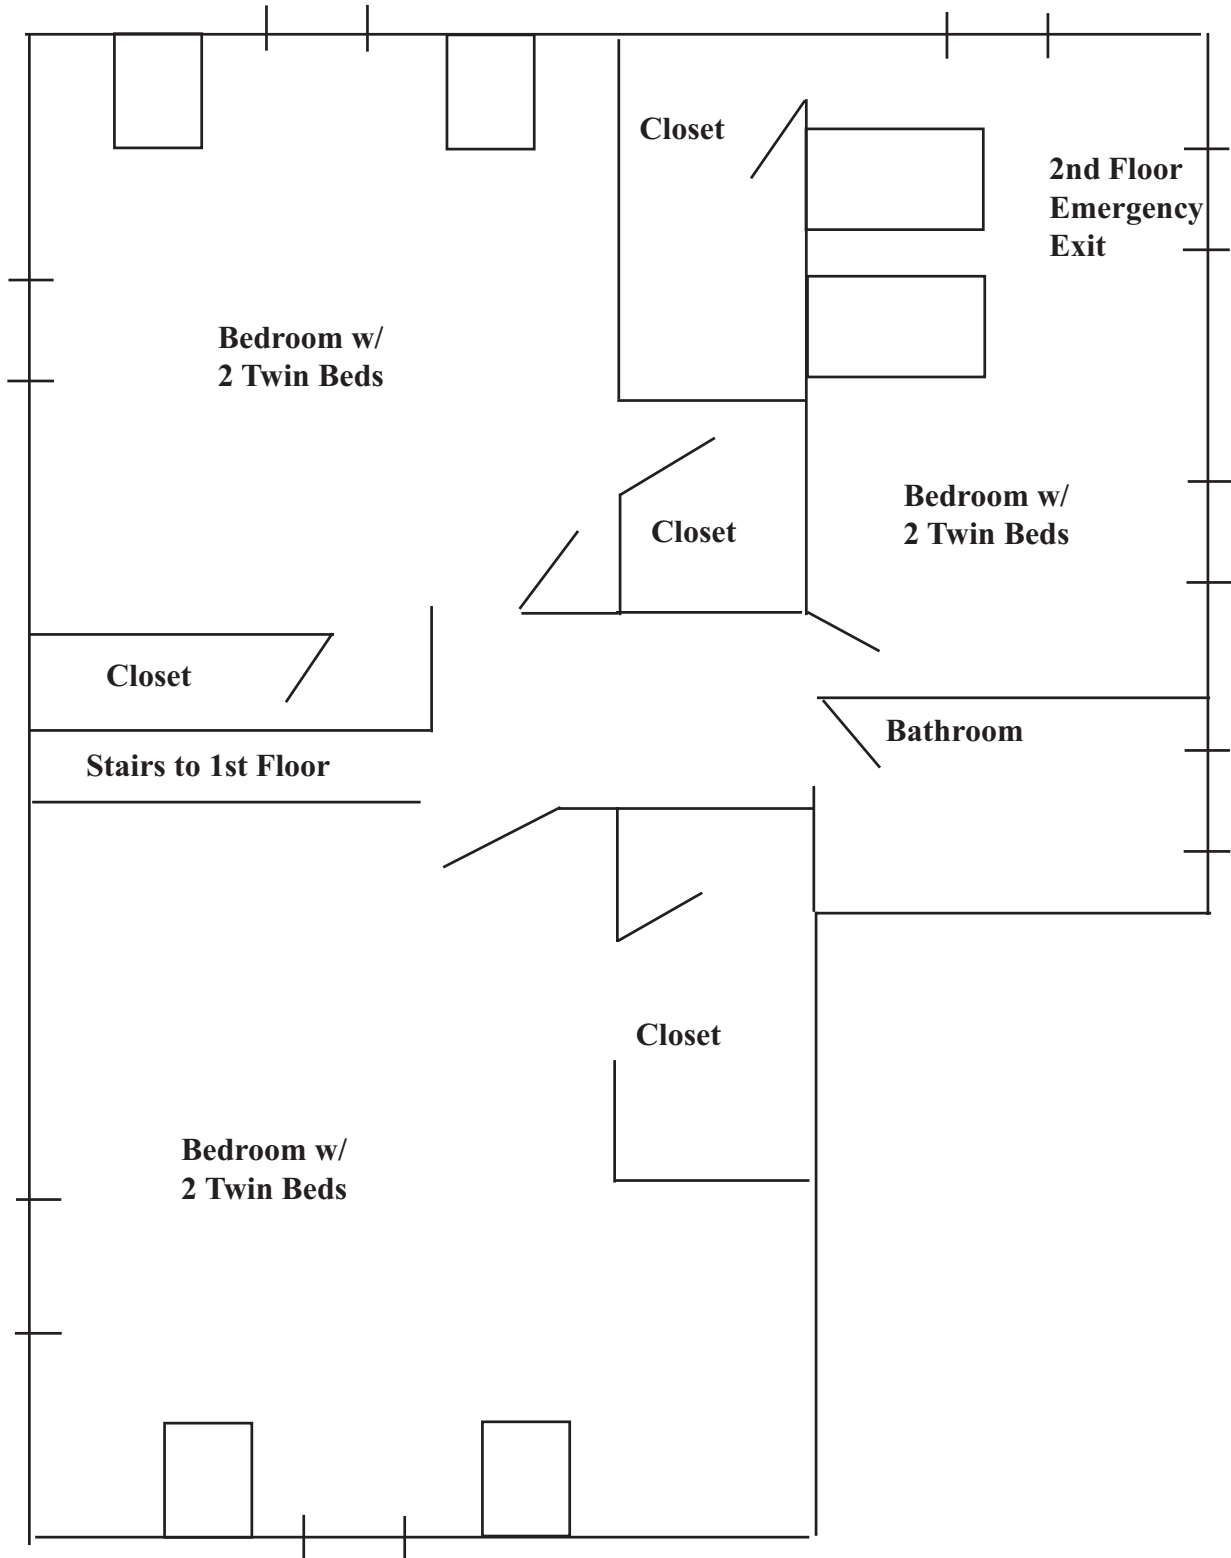 Closet
2nd Floor
Emergency
Exit
Bedroom w/
2 Twin Beds
Bedroom w/
2 Twin Beds
Closet
Closet
Bathroom
Stairs to 1st Floor
Closet
Bedroom w/
2 Twin Beds